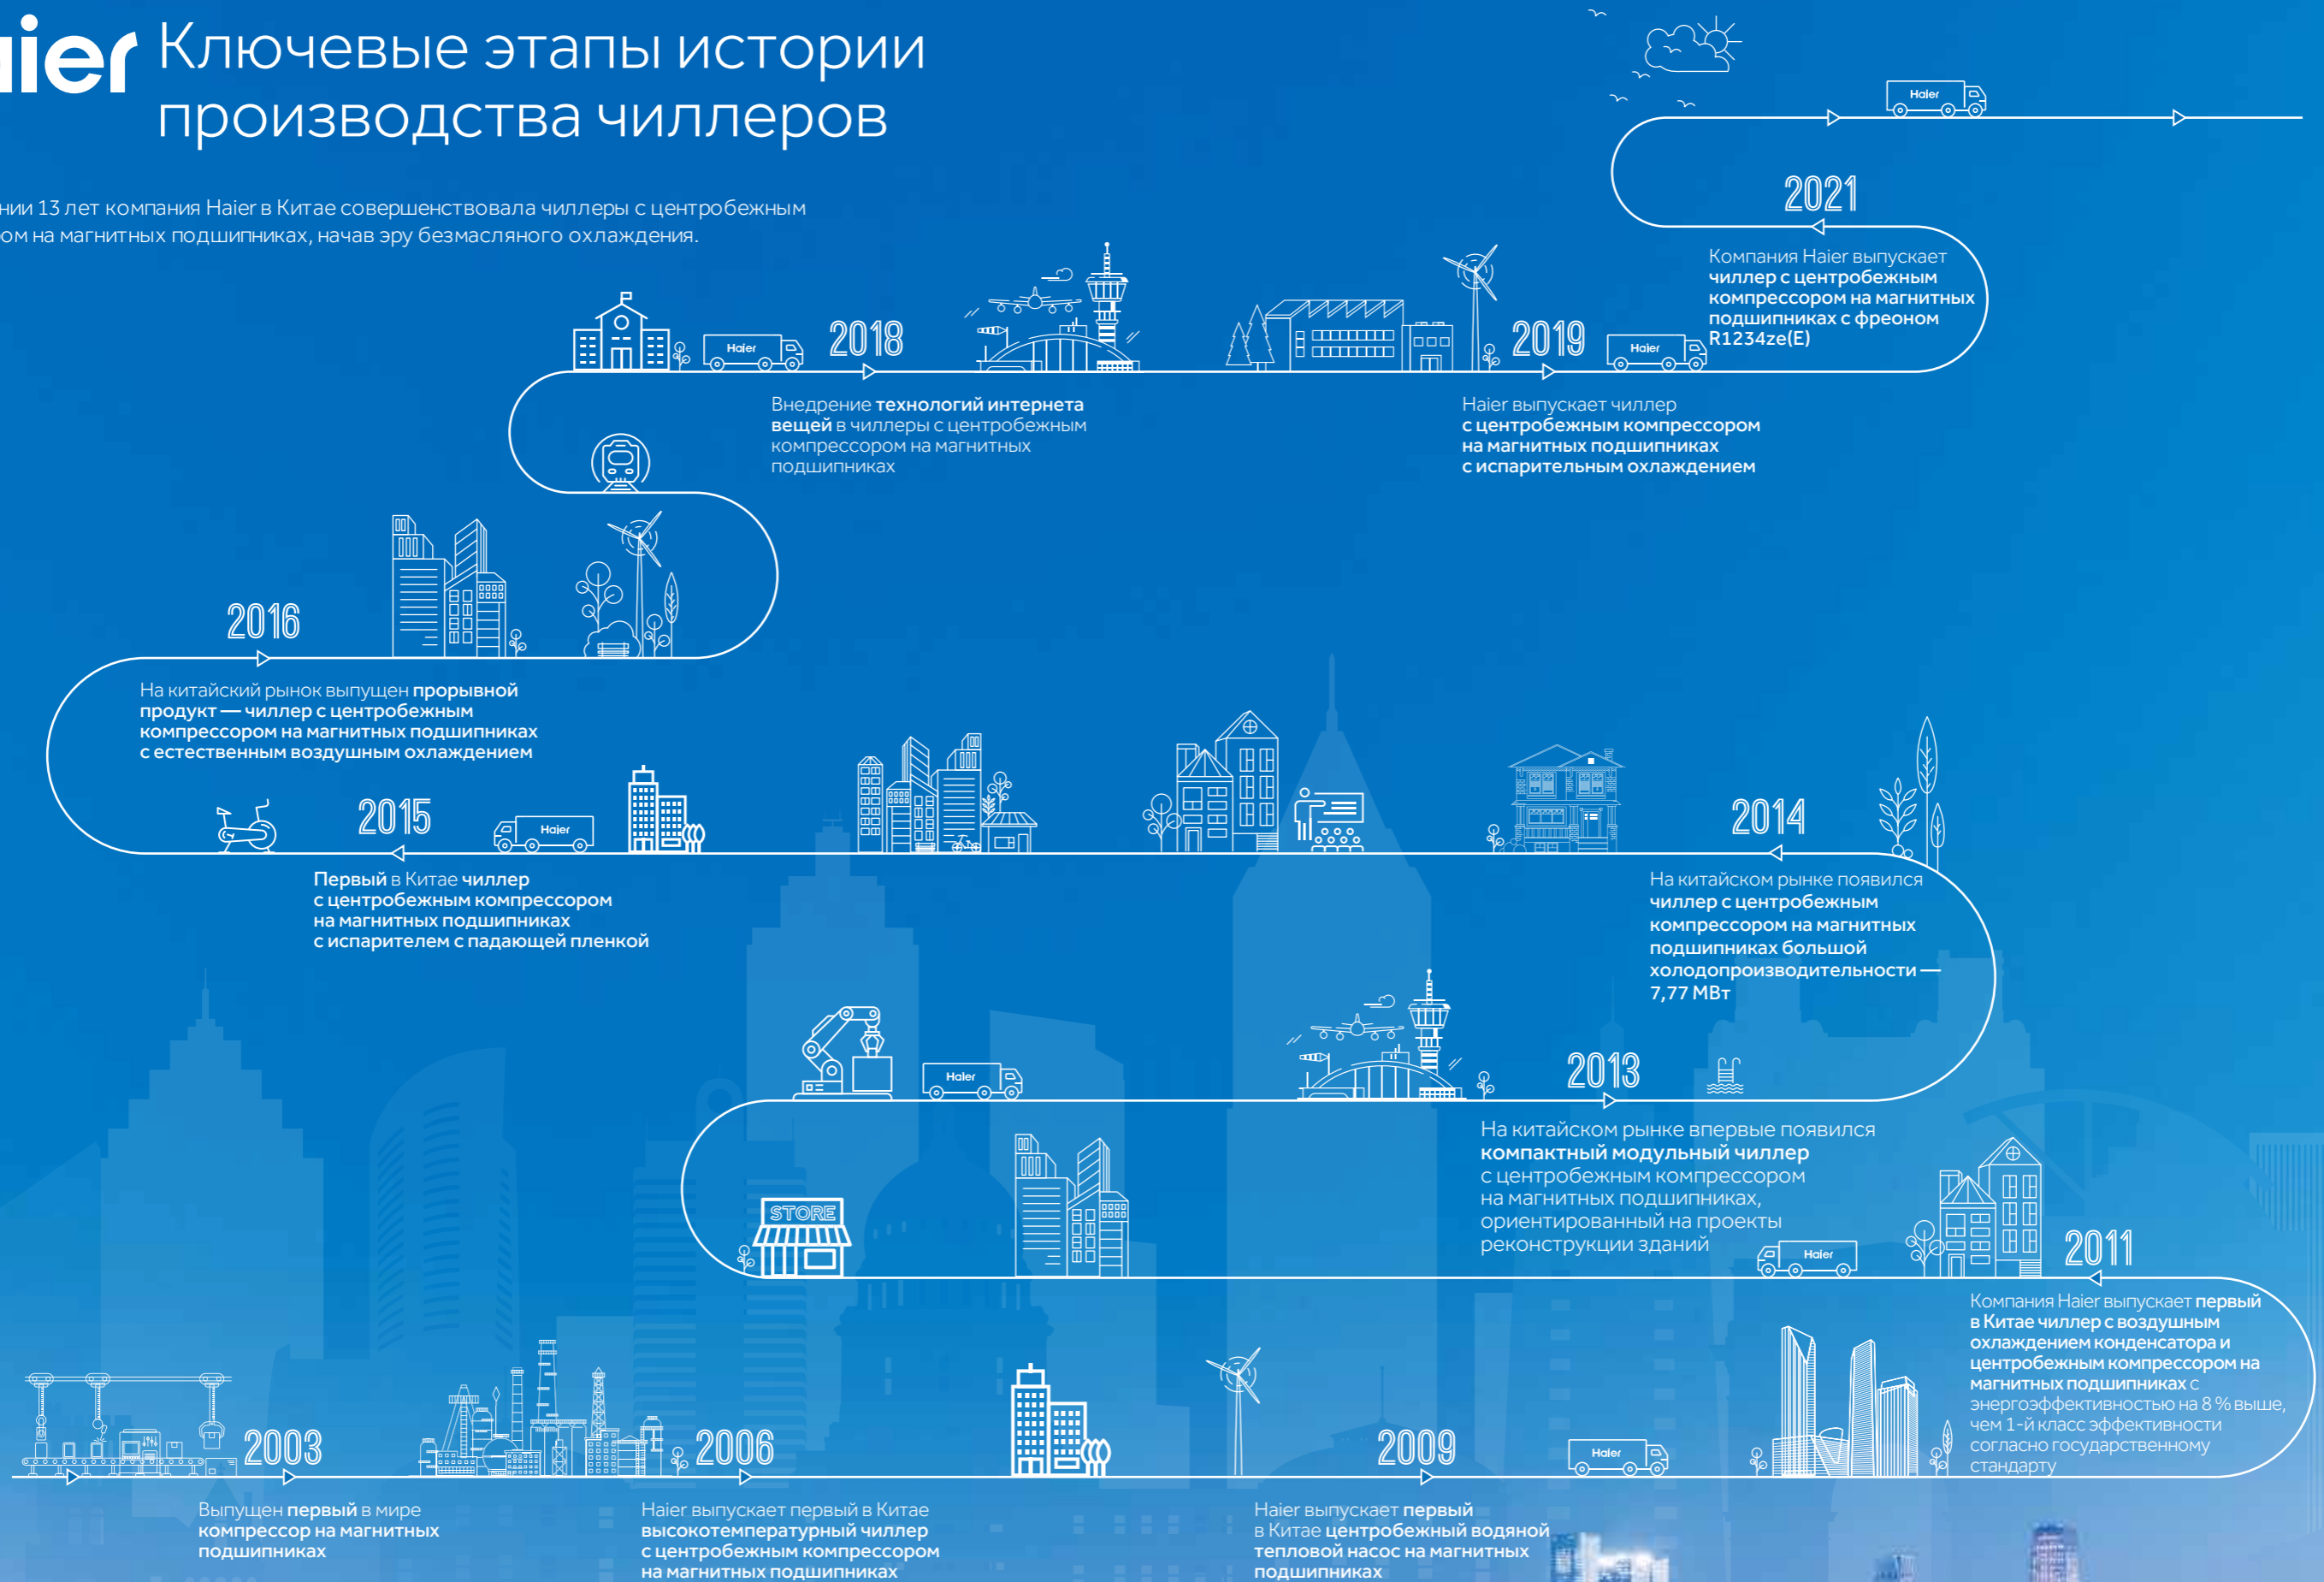 Ключевые этапы истории
производства чиллеров
13 лет компания Haier в Китае совершенствовала чиллеры с центробежным
на магнитных подшипниках, начав эру безмасляного охлаждения.
Haier
2021
Компания Haier выпускает
чиллер с центробежным
компрессором на магнитных
подшипниках с фреоном
R1234ze(E)
Haier
2018
2019
Haier
Внедрение технологий интернета
вещей в чиллеры с центробежным
компрессором на магнитных
подшипниках
Haier выпускает чиллер
с центробежным компрессором
на магнитных подшипниках
с испарительным охлаждением
2016
На китайский рынок выпущен прорывной
продукт — чиллер с центробежным
компрессором на магнитных подшипниках
с естественным воздушным охлаждением
2015
Haier
2014
Первый в Китае чиллер
с центробежным компрессором
на магнитных подшипниках
с испарителем с падающей пленкой
На китайском рынке появился
чиллер с центробежным
компрессором на магнитных
подшипниках большой
холодопроизводительности —
7,77 МВт
Haier
2013
На китайском рынке впервые появился
компактный модульный чиллер
с центробежным компрессором
на магнитных подшипниках,
ориентированный на проекты
реконструкции зданий
STORE
Haier
2011
Компания Haier выпускает первый
в Китае чиллер с воздушным
охлаждением конденсатора и
центробежным компрессором на
магнитных подшипниках с
энергоэффективностью на 8 % выше,
чем 1-й класс эффективности
согласно государственному
стандарту
2003
2006
2009
Haier
Выпущен первый в мире
компрессор на магнитных
подшипниках
Haier выпускает первый в Китае
высокотемпературный чиллер
с центробежным компрессором
на магнитных подшипниках
Haier выпускает первый
в Китае центробежный водяной
тепловой насос на магнитных
подшипниках